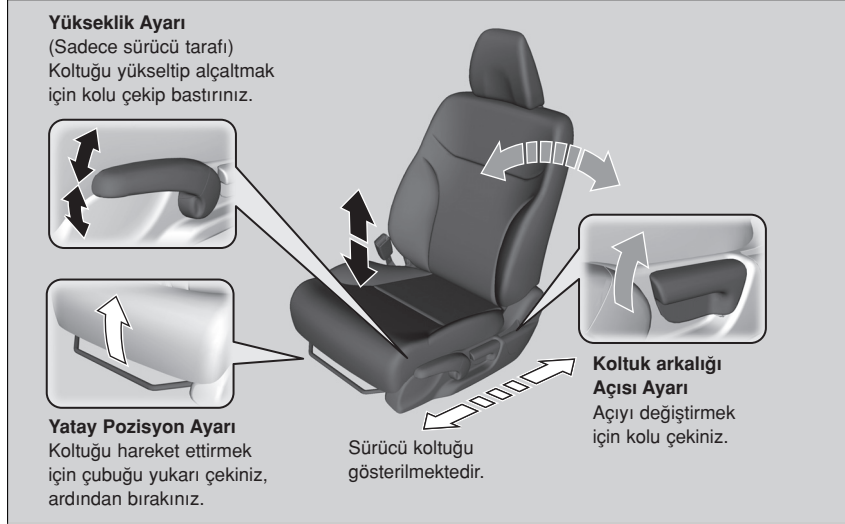 Yükseklik Ayarı
(Sadece sürücü tarafı)
Koltuğu yükseltip alçaltmak
için kolu çekip bastırınız.
Yatay Pozisyon Ayarı
Koltuğu hareket ettirmek
için çubuğu yukarı çekiniz,
ardından bırakınız.
Sürücü koltuğu
gösterilmektedir.
Koltuk arkalığı
Açısı Ayarı
Açıyı değiştirmek
için kolu çekiniz.